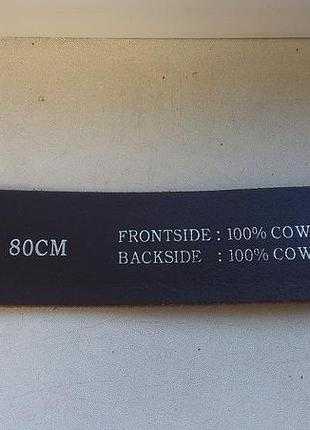 80CM
FRONTSIDE : 100% COW
BACKSIDE : 100% COW